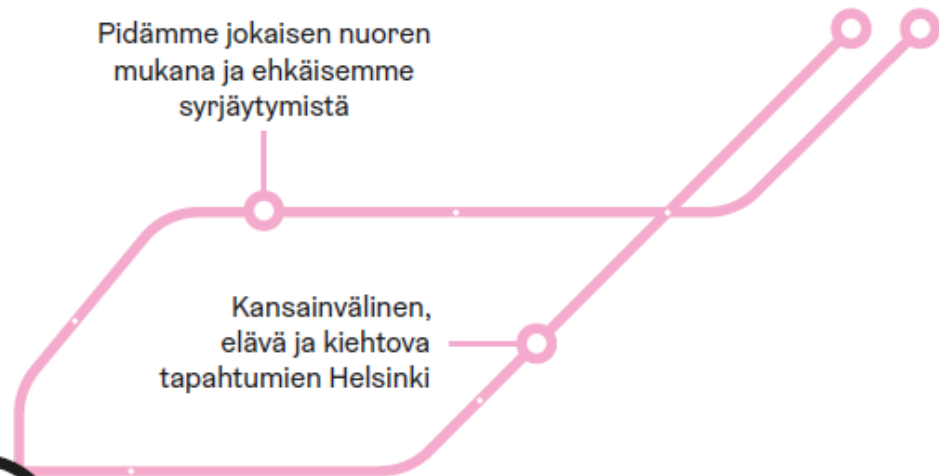 Pidämme jokaisen nuoren
mukana ja ehkäisemme
syrjäytymistä
Kansainvälinen,
elävä ja kiehtova
tapahtumien Helsinki